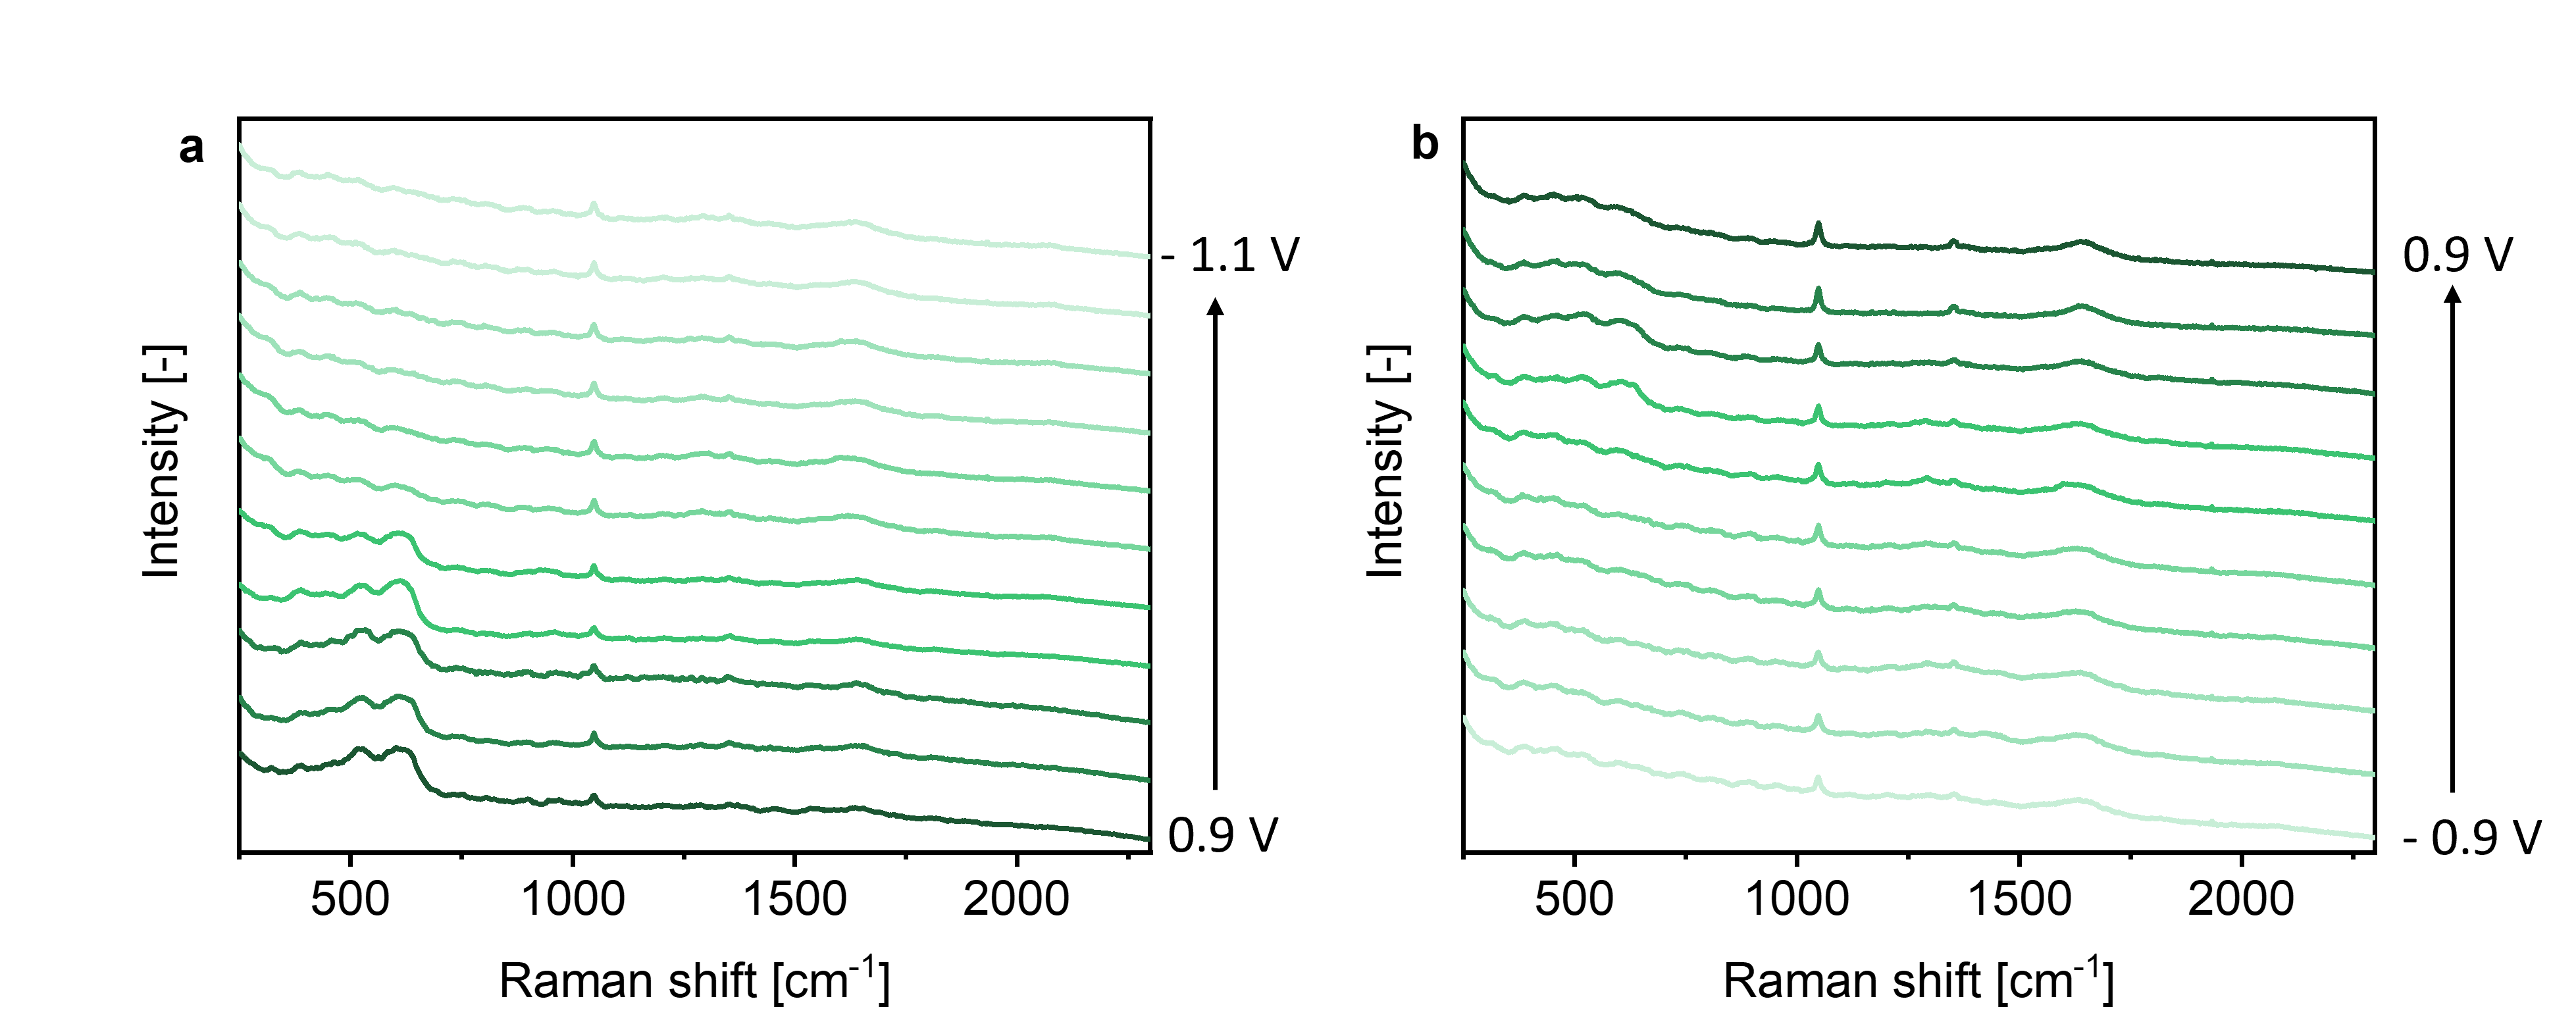 a
Intensity [-]
500 1000 1500 2000
Raman shift [cm-1]
- 1.1 V
0.9 V
b
Intensity [-]
500 1000 1500 2000
Raman shift [cm-1]
0.9 V
- 0.9 V